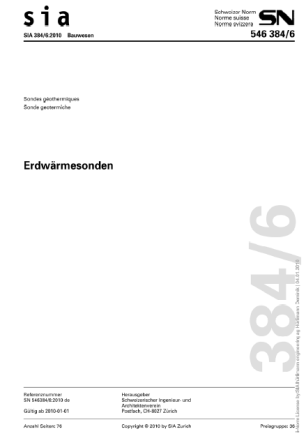 sia
Schweizer Norm
Norme suisse
Norma svizzera
SN
SIA 384/6:2010 Bauwesen
546 384/6
Sondes géothermiques
Sonde geotermiche
Erdwärmesonden
384/6
Referenznummer
SN 546384/6:2010 de
Gültig ab: 2010-01-01
Herausgeber
Schweizerischer Ingenieur- und
Architektenverein
Postfach, CH-8027 Zürich
Anzahl Seiten: 76
Copyright © 2010 by SIA Zurich
Preisgruppe: 38